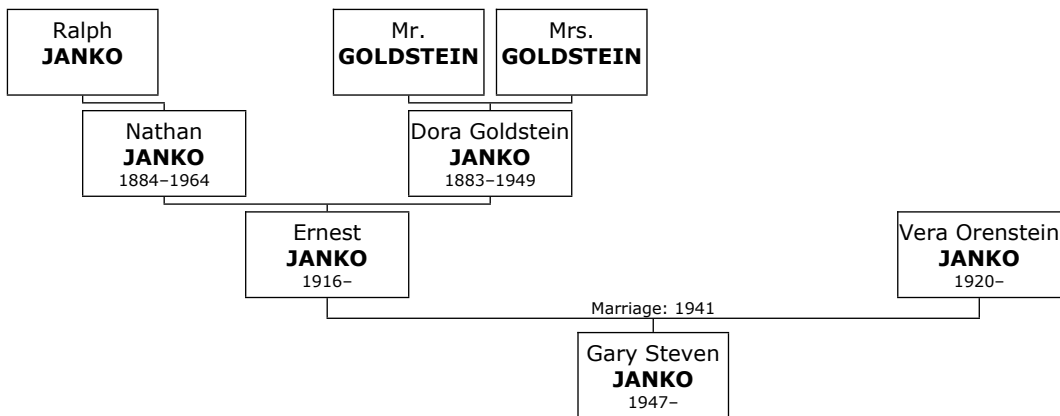 Ralph
JANKO
Mr.
GOLDSTEIN
Mrs.
GOLDSTEIN
Nathan
JANKO
1884–1964
Dora Goldstein
JANKO
1883–1949
Ernest
JANKO
1916–
Vera Orenstein
JANKO
1920–
Marriage: 1941
Gary Steven
JANKO
1947–